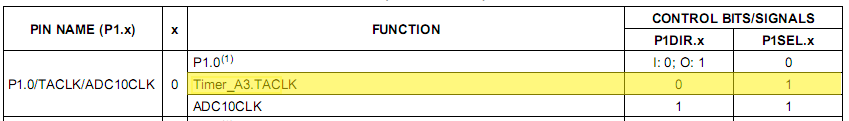 PIN NAME (P1.x) x FUNCTION CONTROL BITS/SIGNALS
P1DIR.x P1SEL.x
P1.0(1) I: 0; O: 1 0
P1.0/TACLK/ADC10CLK 0 Timer_A3.TACLK 0 1
ADC10CLK 1 1